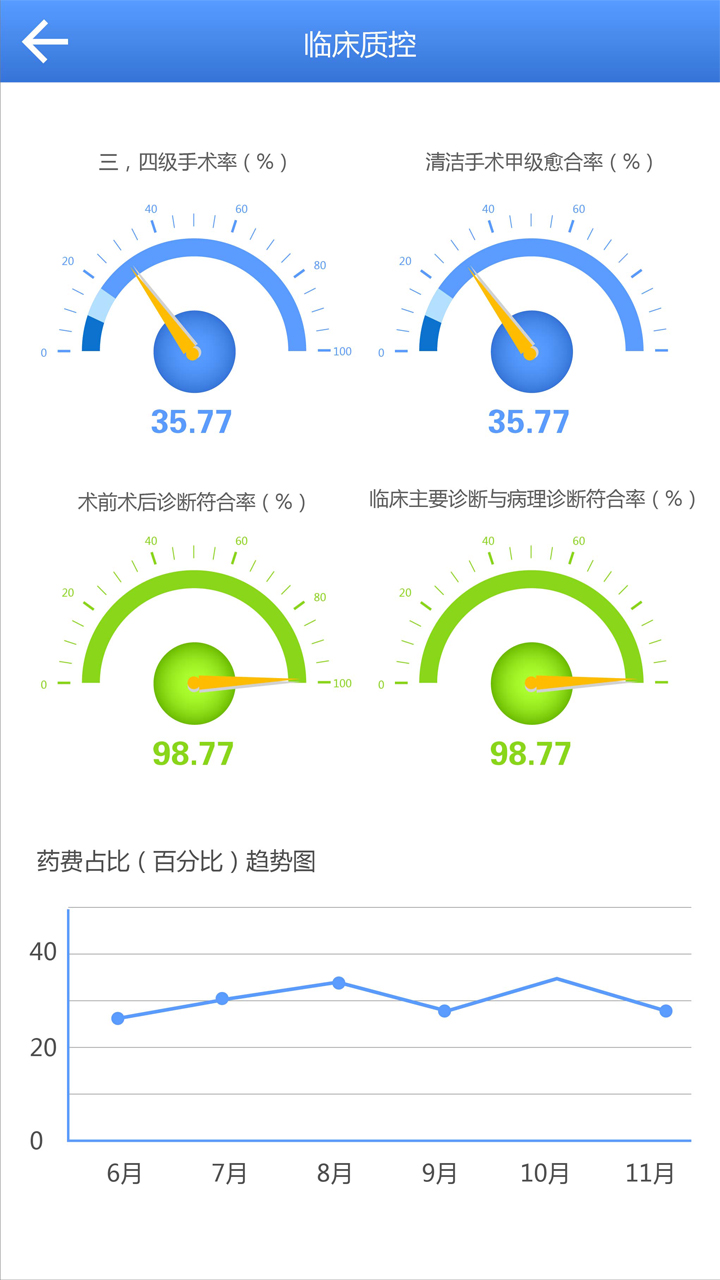 临床质控
三，四级手术率（%）
清洁手术甲级愈合率（%）
40 60
20 80
0 100
35.77
40 60
20
0
35.77
术前术后诊断符合率（%）
临床主要诊断与病理诊断符合率（%）
40 60
20 80
0 100
98.77
40 60
20
0
98.77
药费占比（百分比）趋势图
40
20
0
6月 7月 8月 9月 10月 11月